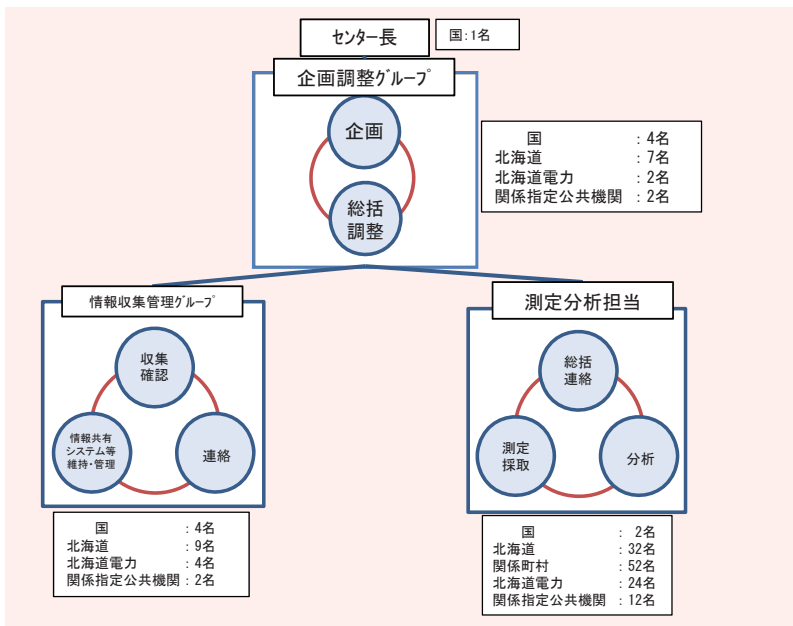 センター長
国：1名
企画調整グループ
企画
総括
調整
国 ：4名
北海道 ：7名
北海道電力 ：2名
関係指定公共機関 ：2名
情報収集管理グループ
収集
確認
情報共有
システム等
維持・管理
連絡
国 ：4名
北海道 ：9名
北海道電力 ：4名
関係指定公共機関：2名
測定分析担当
総括
連絡
測定
採取
分析
国 ： 2名
北海道 ：32名
関係町村 ：52名
北海道電力 ：24名
関係指定公共機関 ：12名